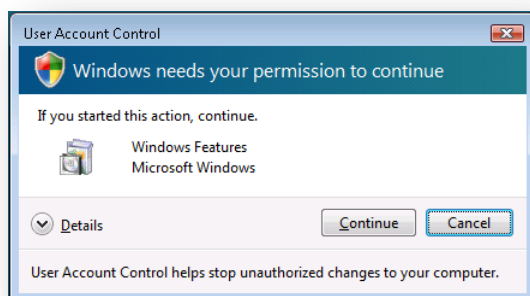 User Account Control
Windows needs your permission to continue
If you started this action, continue.
Windows Features
Microsoft Windows
Details
Continue
Cancel
User Account Control helps stop unauthorized changes to your computer.